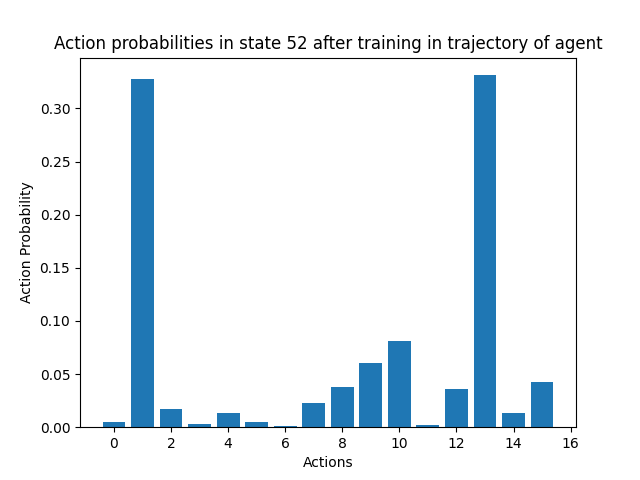 Action probabilities in state 52 after training in trajectory of agent
0.30
0.25
0.20
0.15
0.10
0.05
0.00
Action Probability
0 2 4 6 8 10 12 14 16
Actions